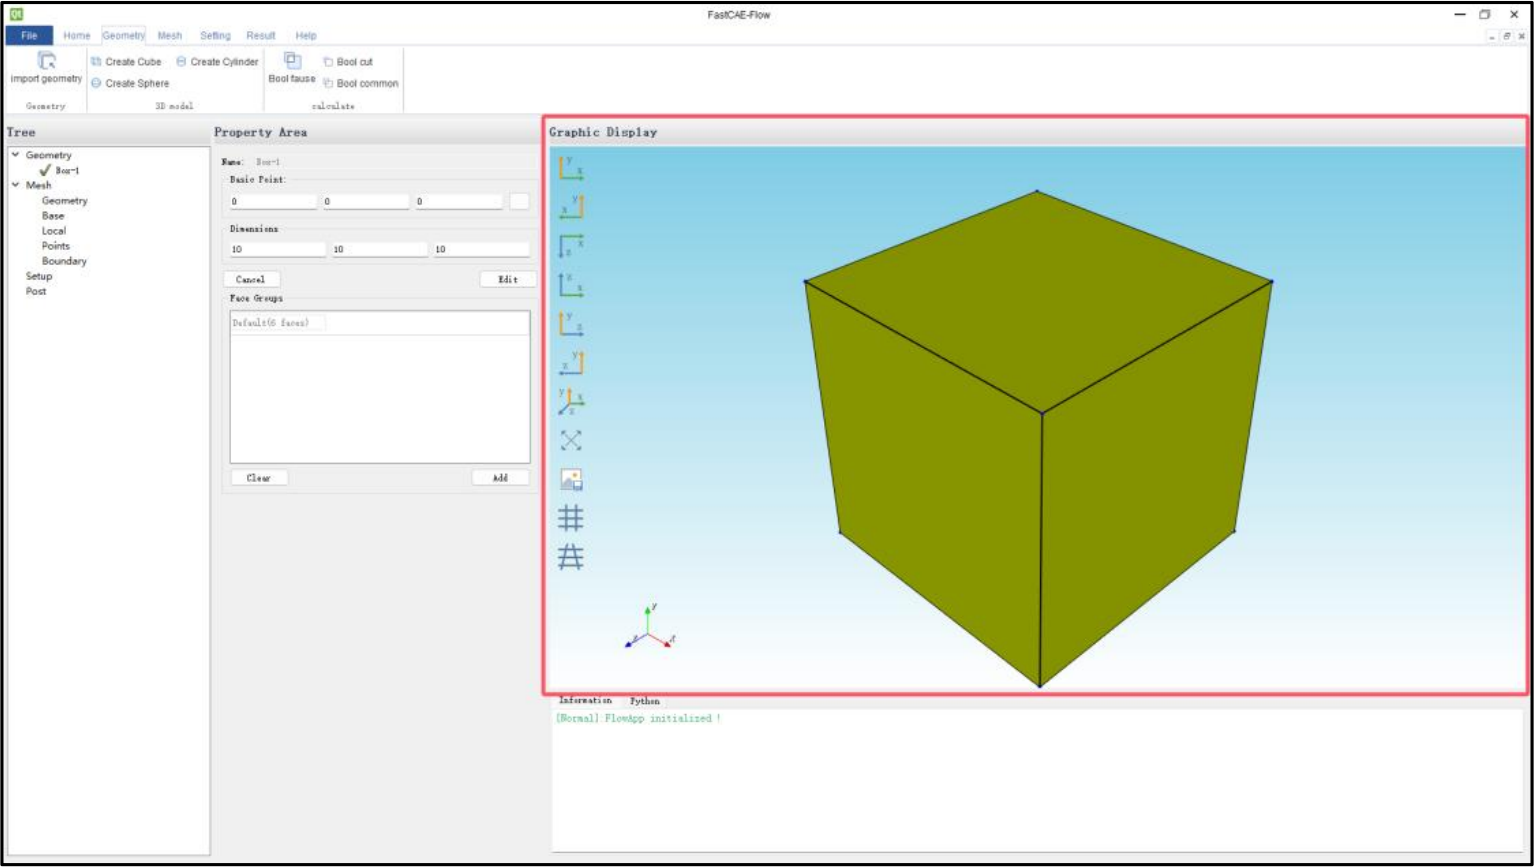 Qt
FastCAE-Flow
File Home Geometry Mesh Setting Result Help
import geometry
Create Cube
Create Cylinder
Create Sphere
Bool fause
Bool cut
Bool common
Geometry
3D model
calculate
Tree
Geometry
Box-1
Mesh
Geometry
Base
Local
Points
Boundary
Setup
Post
Property Area
Name: Box-1
Basic Point:
0 0 0
Dimensions
10 10 10
Cancel Edit
Face Groups
Default(6 faces)
Clear Add
Graphic Display
y x
y x
x z
z x
y z
y z
y x z
y
z x
Information Python
[Normal] FlowApp initialized !